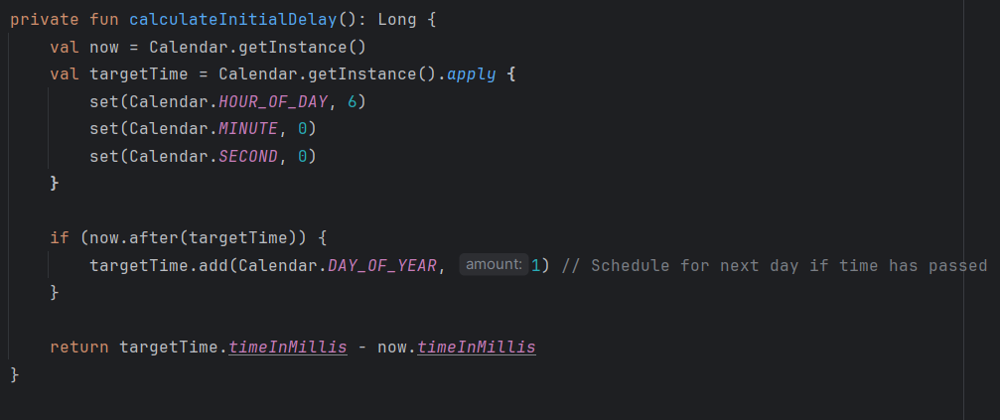 private fun calculateInitialDelay(): Long {
    val now = Calendar.getInstance()
    val targetTime = Calendar.getInstance().apply {
        set(Calendar.HOUR_OF_DAY, 6)
        set(Calendar.MINUTE, 0)
        set(Calendar.SECOND, 0)
    }

    if (now.after(targetTime)) {
        targetTime.add(Calendar.DAY_OF_YEAR, amount: 1) // Schedule for next day if time has passed
    }

    return targetTime.timeInMillis - now.timeInMillis
}